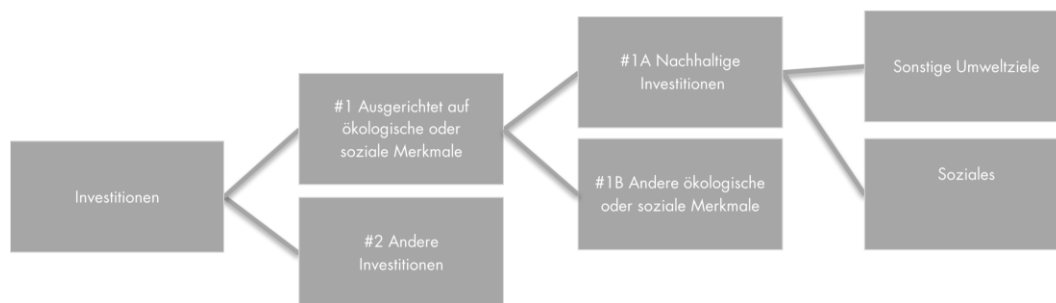 Investitionen
#1 Ausgerichtet auf
ökologische oder
soziale Merkmale
#2 Andere
Investitionen
#1A Nachhaltige
Investitionen
#1B Andere ökologische
oder soziale Merkmale
Sonstige Umweltziele
Soziales